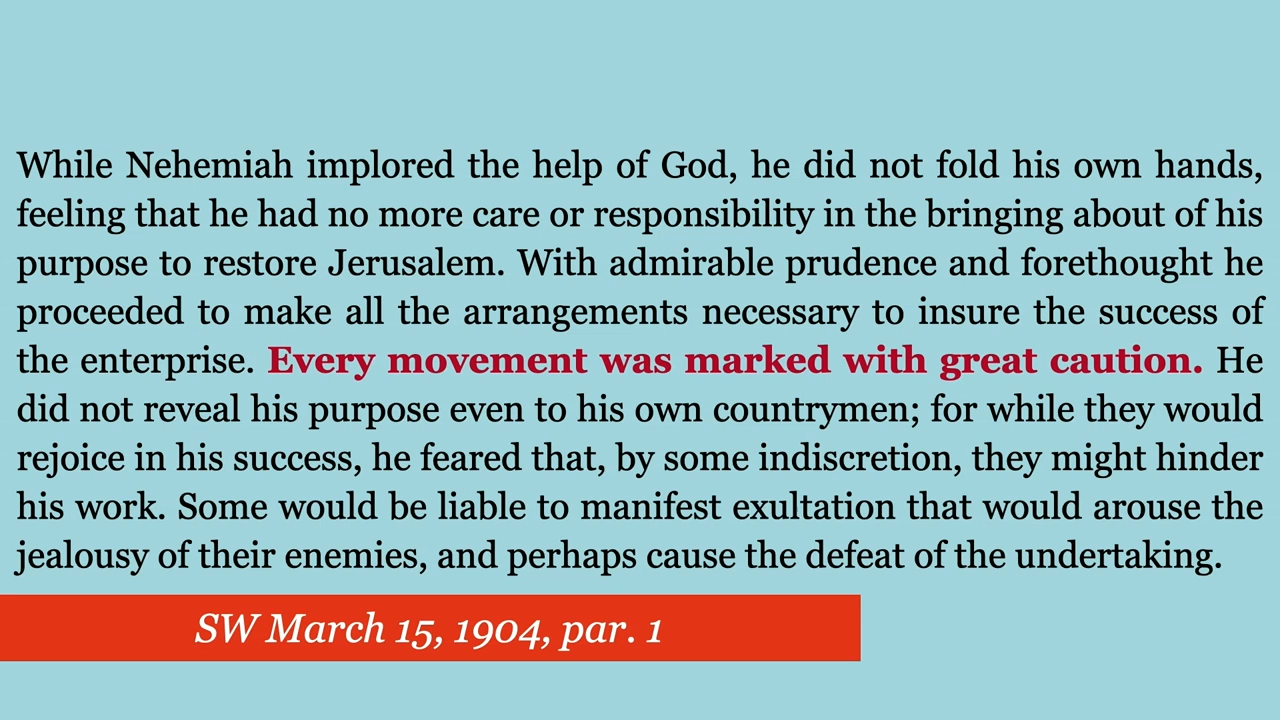 While Nehemiah implored the help of God, he did not fold his own hands,
feeling that he had no more care or responsibility in the bringing about of his
purpose to restore Jerusalem. With admirable prudence and forethought he
proceeded to make all the arrangements necessary to insure the success of
the enterprise. Every movement was marked with great caution. He
did not reveal his purpose even to his own countrymen; for while they would
rejoice in his success, he feared that, by some indiscretion, they might hinder
his work. Some would be liable to manifest exultation that would arouse the
jealousy of their enemies, and perhaps cause the defeat of the undertaking.
SW March 15, 1904, par. 1